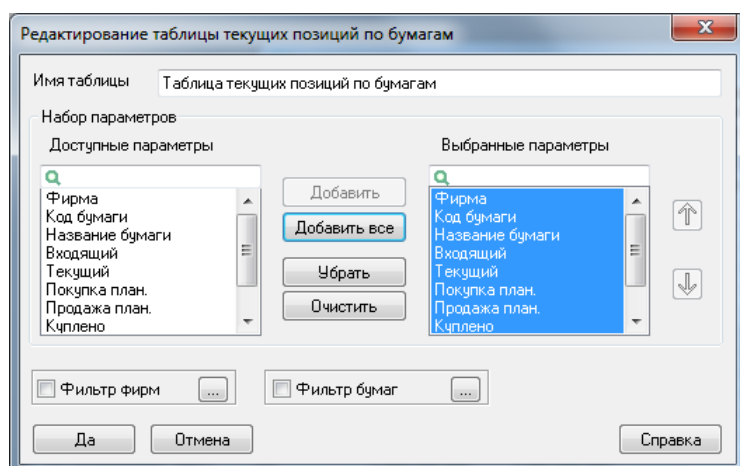 Редактирование таблицы текущих позиций по бумагам
Имя таблицы
Таблица текущих позиций по бумагам
Набор параметров
Доступные параметры
Выбранные параметры
Фирма
Код бумаги
Название бумаги
Входящий
Текущий
Покупка план.
Продажа план.
Куплено
Добавить
Добавить все
Убрать
Очистить
Фирма
Код бумаги
Название бумаги
Входящий
Текущий
Покупка план.
Продажа план.
Куплено
Фильтр фирм ...
Фильтр бумаг ...
Да
Отмена
Справка